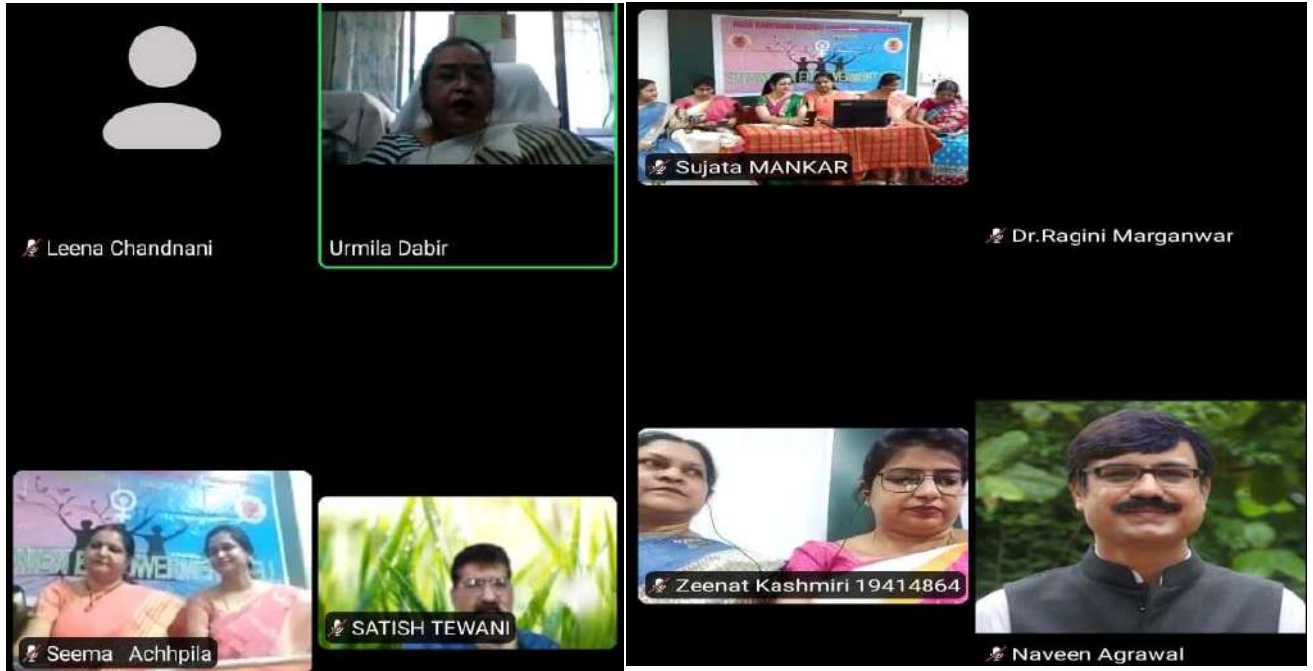 Leena Chandnani
Urmila Dabir
Seema Achhpila
SATISH TEWANI
Sujata MANKAR
Dr.Ragini Marganwar
Zeenat Kashmiri 19414864
Naveen Agrawal